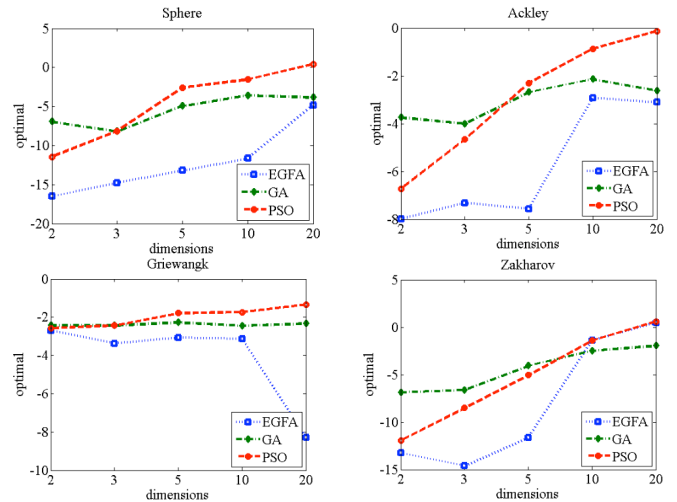 Sphere
5
0
-5
-10
-15
-20
optimal
2
3
5
10
20
dimensions
EGFA
GA
PSO
Ackley
0
-2
-4
-6
-8
optimal
2
3
5
10
20
dimensions
EGFA
GA
PSO
Griewangk
0
-2
-4
-6
-8
-10
optimal
2
3
5
10
20
dimensions
EGFA
GA
PSO
Zakharov
5
0
-5
-10
-15
optimal
2
3
5
10
20
dimensions
EGFA
GA
PSO